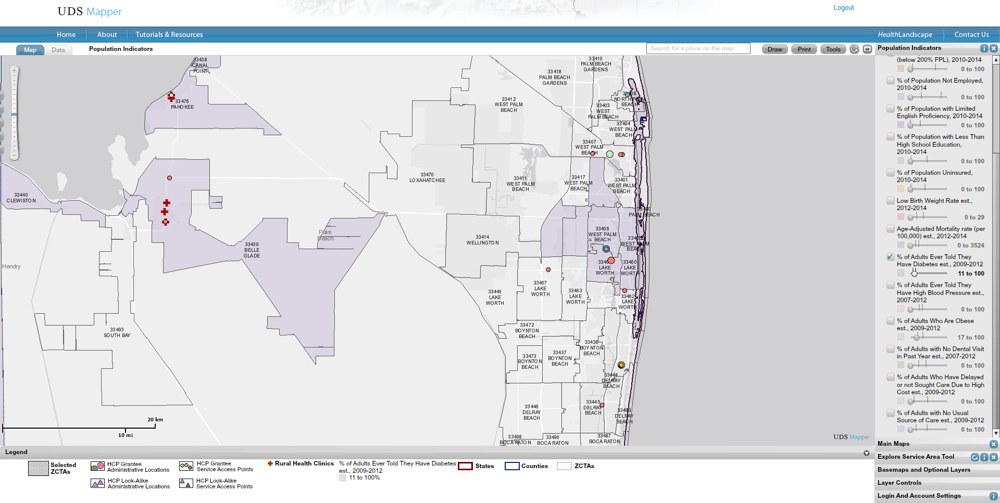 UDS Mapper
Logout
Home
About
Tutorials & Resources
HealthLandscape
Contact Us
Map
Data
Population Indicators
Search for a place on the map
Draw
Print
Tools
Population Indicators
(below 200% FPL), 2010-2014
0 to 100
% of Population Not Employed,
2010-2014
0 to 100
% of Population with Limited
English Proficiency, 2010-2014
0 to 100
% of Population with Less Than
High School Education,
2010-2014
0 to 100
% of Population Uninsured,
2010-2014
0 to 100
Low Birth Weight Rate est.,
2012-2014
0 to 29
Age-Adjusted Mortality rate (per
100,000) est., 2012-2014
0 to 3524
% of Adults Ever Told They
Have Diabetes est., 2009-2012
11 to 100
% of Adults Ever Told They
Have High Blood Pressure est.,
2007-2012
0 to 100
% of Adults Who Are Obese
est., 2009-2012
17 to 100
% of Adults with No Dental Visit
in Past Year est., 2007-2012
0 to 100
% of Adults Who Have Delayed
or not Sought Care Due to High
Cost est., 2009-2012
0 to 100
% of Adults with No Usual
Source of Care est., 2009-2012
0 to 100
Main Maps
Explore Service Area Tool
Basemaps and Optional Layers
Layer Controls
Login And Account Settings
33438
CANAL
POINT
33476
PAHOKEE
33440
CLEWISTON
Hendry
33430
BELLE
GLADE
Palm
Beach
33493
SOUTH BAY
33470
LOXAHATCHEE
33412
WEST PALM
BEACH
33418
PALM BEACH
GARDENS
33410
PALM BEACH
GARDENS
NORTH PALM
BEACH
33403
WEST
PALM BEACH
33404
WEST PALM
BEACH
33407
WEST PALM
BEACH
33411
WEST PALM
BEACH
33417
WEST PALM
BEACH
33401
WEST PALM
BEACH
33480
PALM BEACH
33406
WEST PALM
BEACH
WEST PALM
BEACH
33414
WELLINGTON
LAKE
WORTH
33460
LAKE
WORTH
33467
LAKE
WORTH
33449
LAKE
WORTH
33463
LAKE
WORTH
33462
LAKE
WORTH
33472
BOYNTON
BEACH
33436
BOYNTON
BEACH
33473
BOYNTON
BEACH
33437
BOYNTON
BEACH
33444
DELRAY
BEACH
33446
DELRAY
BEACH
33445
DELRAY
BEACH
33483
DELRAY
BEACH
33498
BOCA RATON
33496
BOCA RATON
33487
BOCA RATON
20 km
10 mi
UDS Mapper
Legend
Selected
ZCTAs
HCP Grantee
Administrative Locations
HCP Look-Alike
Administrative Locations
HCP Grantee
Service Access Points
HCP Look-Alike
Service Access Points
Rural Health Clinics
% of Adults Ever Told They Have Diabetes
est., 2009-2012
11 to 100%
States
Counties
ZCTAs